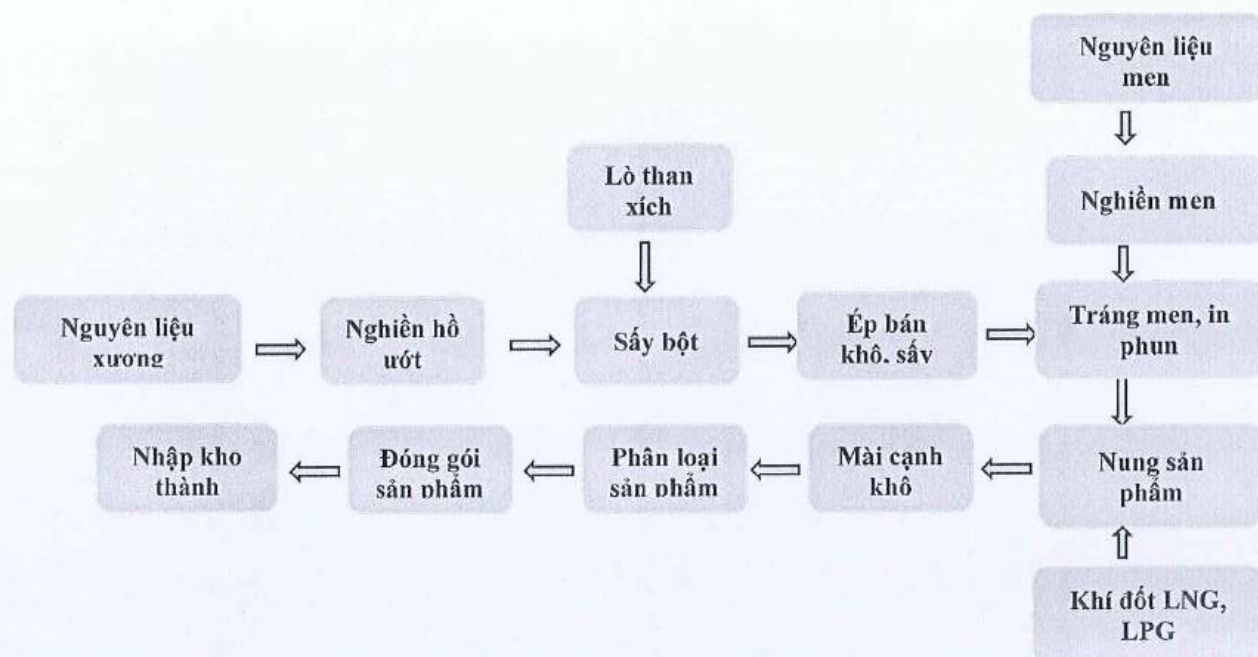 Nguyên liệu
men
Lò than
xích
Nghiền men
Nguyên liệu
xương
Nghiền hồ
ướt
Sấy bột
Ép bán
khô, sấy
Tráng men, in
phun
Nhập kho
thành
Đóng gói
sản phẩm
Phân loại
sản phẩm
Mài cạnh
khô
Nung sản
phẩm
Khí đốt LNG,
LPG